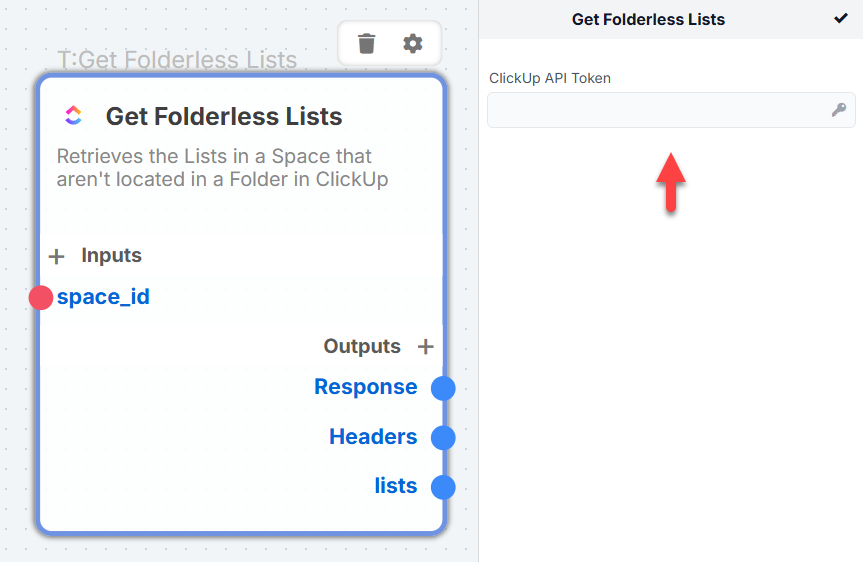 T:Get Folderless Lists
Get Folderless Lists
Retrieves the Lists in a Space that
aren't located in a Folder in ClickUp
+ Inputs
space_id
Outputs +
Response
Headers
lists
Get Folderless Lists
ClickUp API Token